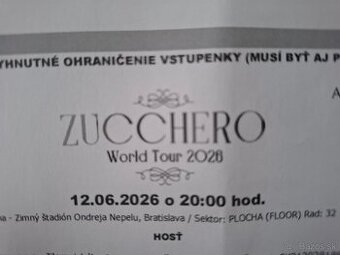 YHNUTNÉ OHRANIČENIE VSTUPENKY (MUSÍ BYŤ AJ P
A
ZUCCHERO
World Tour 2026
12.06.2026 o 20:00 hod.
a - Zimný štadión Ondreja Nepelu, Bratislava / Sektor: PLOCHA (FLOOR) Rad: 32
HOSŤ